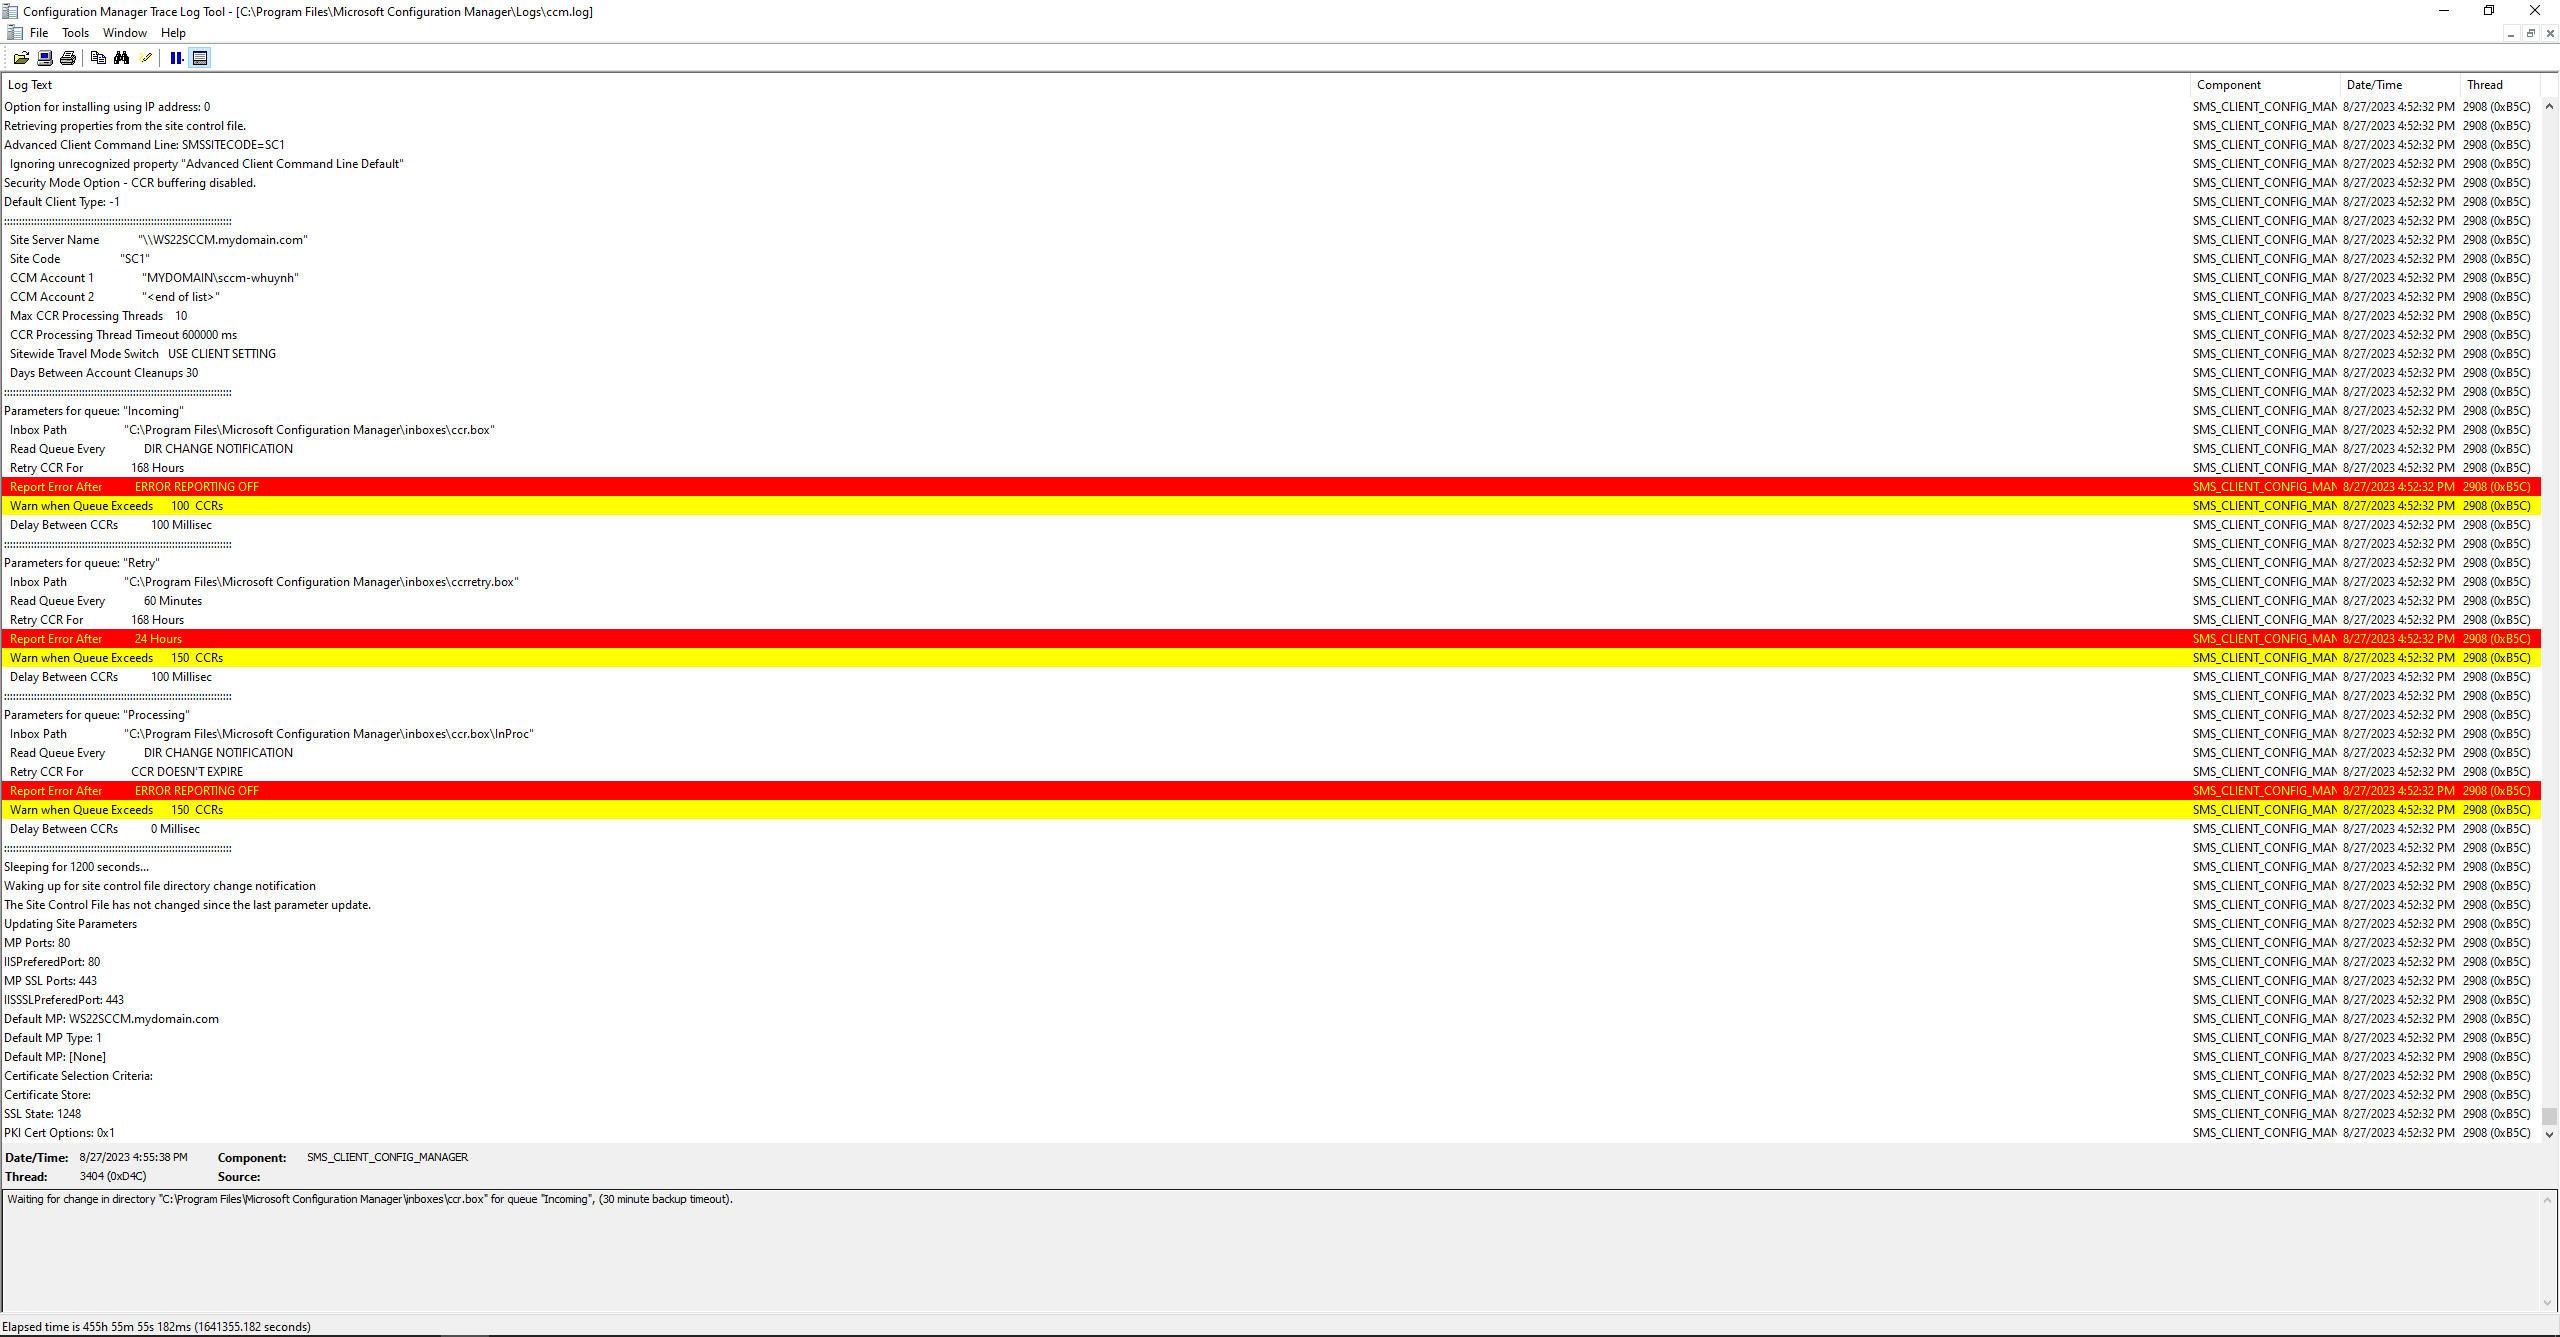 Configuration Manager Trace Log Tool - [C:\Program Files\Microsoft Configuration Manager\Logs\ccm.log]
File Tools Window Help
Log Text Component Date/Time Thread
Option for installing using IP address: 0 SMS_CLIENT_CONFIG_MAN 8/27/2023 4:52:32 PM 2908 (0xB5C)
Retrieving properties from the site control file. SMS_CLIENT_CONFIG_MAN 8/27/2023 4:52:32 PM 2908 (0xB5C)
Advanced Client Command Line: SMSSITECODE=SC1 SMS_CLIENT_CONFIG_MAN 8/27/2023 4:52:32 PM 2908 (0xB5C)
Ignoring unrecognized property "Advanced Client Command Line Default" SMS_CLIENT_CONFIG_MAN 8/27/2023 4:52:32 PM 2908 (0xB5C)
Security Mode Option - CCR buffering disabled. SMS_CLIENT_CONFIG_MAN 8/27/2023 4:52:32 PM 2908 (0xB5C)
Default Client Type: -1 SMS_CLIENT_CONFIG_MAN 8/27/2023 4:52:32 PM 2908 (0xB5C)
:::::::::::::::::::::::::::::::::::::::::::::::::::::::::::::::::::::::::::: SMS_CLIENT_CONFIG_MAN 8/27/2023 4:52:32 PM 2908 (0xB5C)
Site Server Name "\\WS22SCCM.mydomain.com" SMS_CLIENT_CONFIG_MAN 8/27/2023 4:52:32 PM 2908 (0xB5C)
Site Code "SC1" SMS_CLIENT_CONFIG_MAN 8/27/2023 4:52:32 PM 2908 (0xB5C)
CCM Account 1 "MYDOMAIN\sccm-whuynh" SMS_CLIENT_CONFIG_MAN 8/27/2023 4:52:32 PM 2908 (0xB5C)
CCM Account 2 "<end of list>" SMS_CLIENT_CONFIG_MAN 8/27/2023 4:52:32 PM 2908 (0xB5C)
Max CCR Processing Threads 10 SMS_CLIENT_CONFIG_MAN 8/27/2023 4:52:32 PM 2908 (0xB5C)
CCR Processing Thread Timeout 600000 ms SMS_CLIENT_CONFIG_MAN 8/27/2023 4:52:32 PM 2908 (0xB5C)
Sitewide Travel Mode Switch USE CLIENT SETTING SMS_CLIENT_CONFIG_MAN 8/27/2023 4:52:32 PM 2908 (0xB5C)
Days Between Account Cleanups 30 SMS_CLIENT_CONFIG_MAN 8/27/2023 4:52:32 PM 2908 (0xB5C)
:::::::::::::::::::::::::::::::::::::::::::::::::::::::::::::::::::::::::::: SMS_CLIENT_CONFIG_MAN 8/27/2023 4:52:32 PM 2908 (0xB5C)
Parameters for queue: "Incoming" SMS_CLIENT_CONFIG_MAN 8/27/2023 4:52:32 PM 2908 (0xB5C)
Inbox Path "C:\Program Files\Microsoft Configuration Manager\inboxes\ccr.box" SMS_CLIENT_CONFIG_MAN 8/27/2023 4:52:32 PM 2908 (0xB5C)
Read Queue Every DIR CHANGE NOTIFICATION SMS_CLIENT_CONFIG_MAN 8/27/2023 4:52:32 PM 2908 (0xB5C)
Retry CCR For 168 Hours SMS_CLIENT_CONFIG_MAN 8/27/2023 4:52:32 PM 2908 (0xB5C)
Report Error After ERROR REPORTING OFF SMS_CLIENT_CONFIG_MAN 8/27/2023 4:52:32 PM 2908 (0xB5C)
Warn when Queue Exceeds 100 CCRs SMS_CLIENT_CONFIG_MAN 8/27/2023 4:52:32 PM 2908 (0xB5C)
Delay Between CCRs 100 Millisec SMS_CLIENT_CONFIG_MAN 8/27/2023 4:52:32 PM 2908 (0xB5C)
:::::::::::::::::::::::::::::::::::::::::::::::::::::::::::::::::::::::::::: SMS_CLIENT_CONFIG_MAN 8/27/2023 4:52:32 PM 2908 (0xB5C)
Parameters for queue: "Retry" SMS_CLIENT_CONFIG_MAN 8/27/2023 4:52:32 PM 2908 (0xB5C)
Inbox Path "C:\Program Files\Microsoft Configuration Manager\inboxes\ccrretry.box" SMS_CLIENT_CONFIG_MAN 8/27/2023 4:52:32 PM 2908 (0xB5C)
Read Queue Every 60 Minutes SMS_CLIENT_CONFIG_MAN 8/27/2023 4:52:32 PM 2908 (0xB5C)
Retry CCR For 168 Hours SMS_CLIENT_CONFIG_MAN 8/27/2023 4:52:32 PM 2908 (0xB5C)
Report Error After 24 Hours SMS_CLIENT_CONFIG_MAN 8/27/2023 4:52:32 PM 2908 (0xB5C)
Warn when Queue Exceeds 150 CCRs SMS_CLIENT_CONFIG_MAN 8/27/2023 4:52:32 PM 2908 (0xB5C)
Delay Between CCRs 100 Millisec SMS_CLIENT_CONFIG_MAN 8/27/2023 4:52:32 PM 2908 (0xB5C)
:::::::::::::::::::::::::::::::::::::::::::::::::::::::::::::::::::::::::::: SMS_CLIENT_CONFIG_MAN 8/27/2023 4:52:32 PM 2908 (0xB5C)
Parameters for queue: "Processing" SMS_CLIENT_CONFIG_MAN 8/27/2023 4:52:32 PM 2908 (0xB5C)
Inbox Path "C:\Program Files\Microsoft Configuration Manager\inboxes\ccr.box\InProc" SMS_CLIENT_CONFIG_MAN 8/27/2023 4:52:32 PM 2908 (0xB5C)
Read Queue Every DIR CHANGE NOTIFICATION SMS_CLIENT_CONFIG_MAN 8/27/2023 4:52:32 PM 2908 (0xB5C)
Retry CCR For CCR DOESN'T EXPIRE SMS_CLIENT_CONFIG_MAN 8/27/2023 4:52:32 PM 2908 (0xB5C)
Report Error After ERROR REPORTING OFF SMS_CLIENT_CONFIG_MAN 8/27/2023 4:52:32 PM 2908 (0xB5C)
Warn when Queue Exceeds 150 CCRs SMS_CLIENT_CONFIG_MAN 8/27/2023 4:52:32 PM 2908 (0xB5C)
Delay Between CCRs 0 Millisec SMS_CLIENT_CONFIG_MAN 8/27/2023 4:52:32 PM 2908 (0xB5C)
:::::::::::::::::::::::::::::::::::::::::::::::::::::::::::::::::::::::::::: SMS_CLIENT_CONFIG_MAN 8/27/2023 4:52:32 PM 2908 (0xB5C)
Sleeping for 1200 seconds... SMS_CLIENT_CONFIG_MAN 8/27/2023 4:52:32 PM 2908 (0xB5C)
Waking up for site control file directory change notification SMS_CLIENT_CONFIG_MAN 8/27/2023 4:52:32 PM 2908 (0xB5C)
The Site Control File has not changed since the last parameter update. SMS_CLIENT_CONFIG_MAN 8/27/2023 4:52:32 PM 2908 (0xB5C)
Updating Site Parameters SMS_CLIENT_CONFIG_MAN 8/27/2023 4:52:32 PM 2908 (0xB5C)
MP Ports: 80 SMS_CLIENT_CONFIG_MAN 8/27/2023 4:52:32 PM 2908 (0xB5C)
IISPreferedPort: 80 SMS_CLIENT_CONFIG_MAN 8/27/2023 4:52:32 PM 2908 (0xB5C)
MP SSL Ports: 443 SMS_CLIENT_CONFIG_MAN 8/27/2023 4:52:32 PM 2908 (0xB5C)
IISSSLPreferedPort: 443 SMS_CLIENT_CONFIG_MAN 8/27/2023 4:52:32 PM 2908 (0xB5C)
Default MP: WS22SCCM.mydomain.com SMS_CLIENT_CONFIG_MAN 8/27/2023 4:52:32 PM 2908 (0xB5C)
Default MP Type: 1 SMS_CLIENT_CONFIG_MAN 8/27/2023 4:52:32 PM 2908 (0xB5C)
Default MP: [None] SMS_CLIENT_CONFIG_MAN 8/27/2023 4:52:32 PM 2908 (0xB5C)
Certificate Selection Criteria: SMS_CLIENT_CONFIG_MAN 8/27/2023 4:52:32 PM 2908 (0xB5C)
Certificate Store: SMS_CLIENT_CONFIG_MAN 8/27/2023 4:52:32 PM 2908 (0xB5C)
SSL State: 1248 SMS_CLIENT_CONFIG_MAN 8/27/2023 4:52:32 PM 2908 (0xB5C)
PKI Cert Options: 0x1 SMS_CLIENT_CONFIG_MAN 8/27/2023 4:52:32 PM 2908 (0xB5C)
Date/Time: 8/27/2023 4:55:38 PM Component: SMS_CLIENT_CONFIG_MANAGER
Thread: 3404 (0xD4C) Source:
Waiting for change in directory "C:\Program Files\Microsoft Configuration Manager\inboxes\ccr.box" for queue "Incoming", (30 minute backup timeout).
Elapsed time is 455h 55m 55s 182ms (1641355.182 seconds)